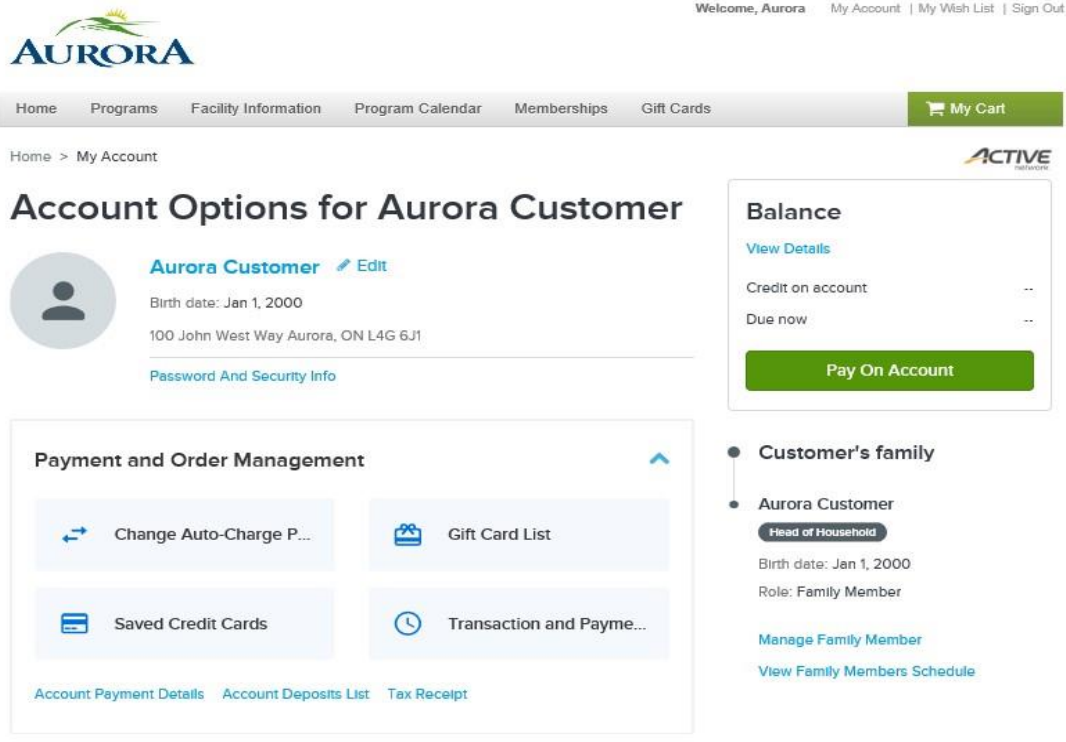 Welcome, Aurora My Account | My Wish List | Sign Out
AURORA
Home Programs Facility Information Program Calendar Memberships Gift Cards My Cart
Home > My Account
ACTIVE
network
Account Options for Aurora Customer
Aurora Customer Edit
Birth date: Jan 1, 2000
100 John West Way Aurora, ON L4G 6J1
Password And Security Info
Balance
View Details
Credit on account --
Due now --
Pay On Account
Payment and Order Management
Change Auto-Charge P...
Gift Card List
Saved Credit Cards
Transaction and Payme...
Account Payment Details Account Deposits List Tax Receipt
Customer's family
Aurora Customer
Head of Household
Birth date: Jan 1, 2000
Role: Family Member
Manage Family Member
View Family Members Schedule